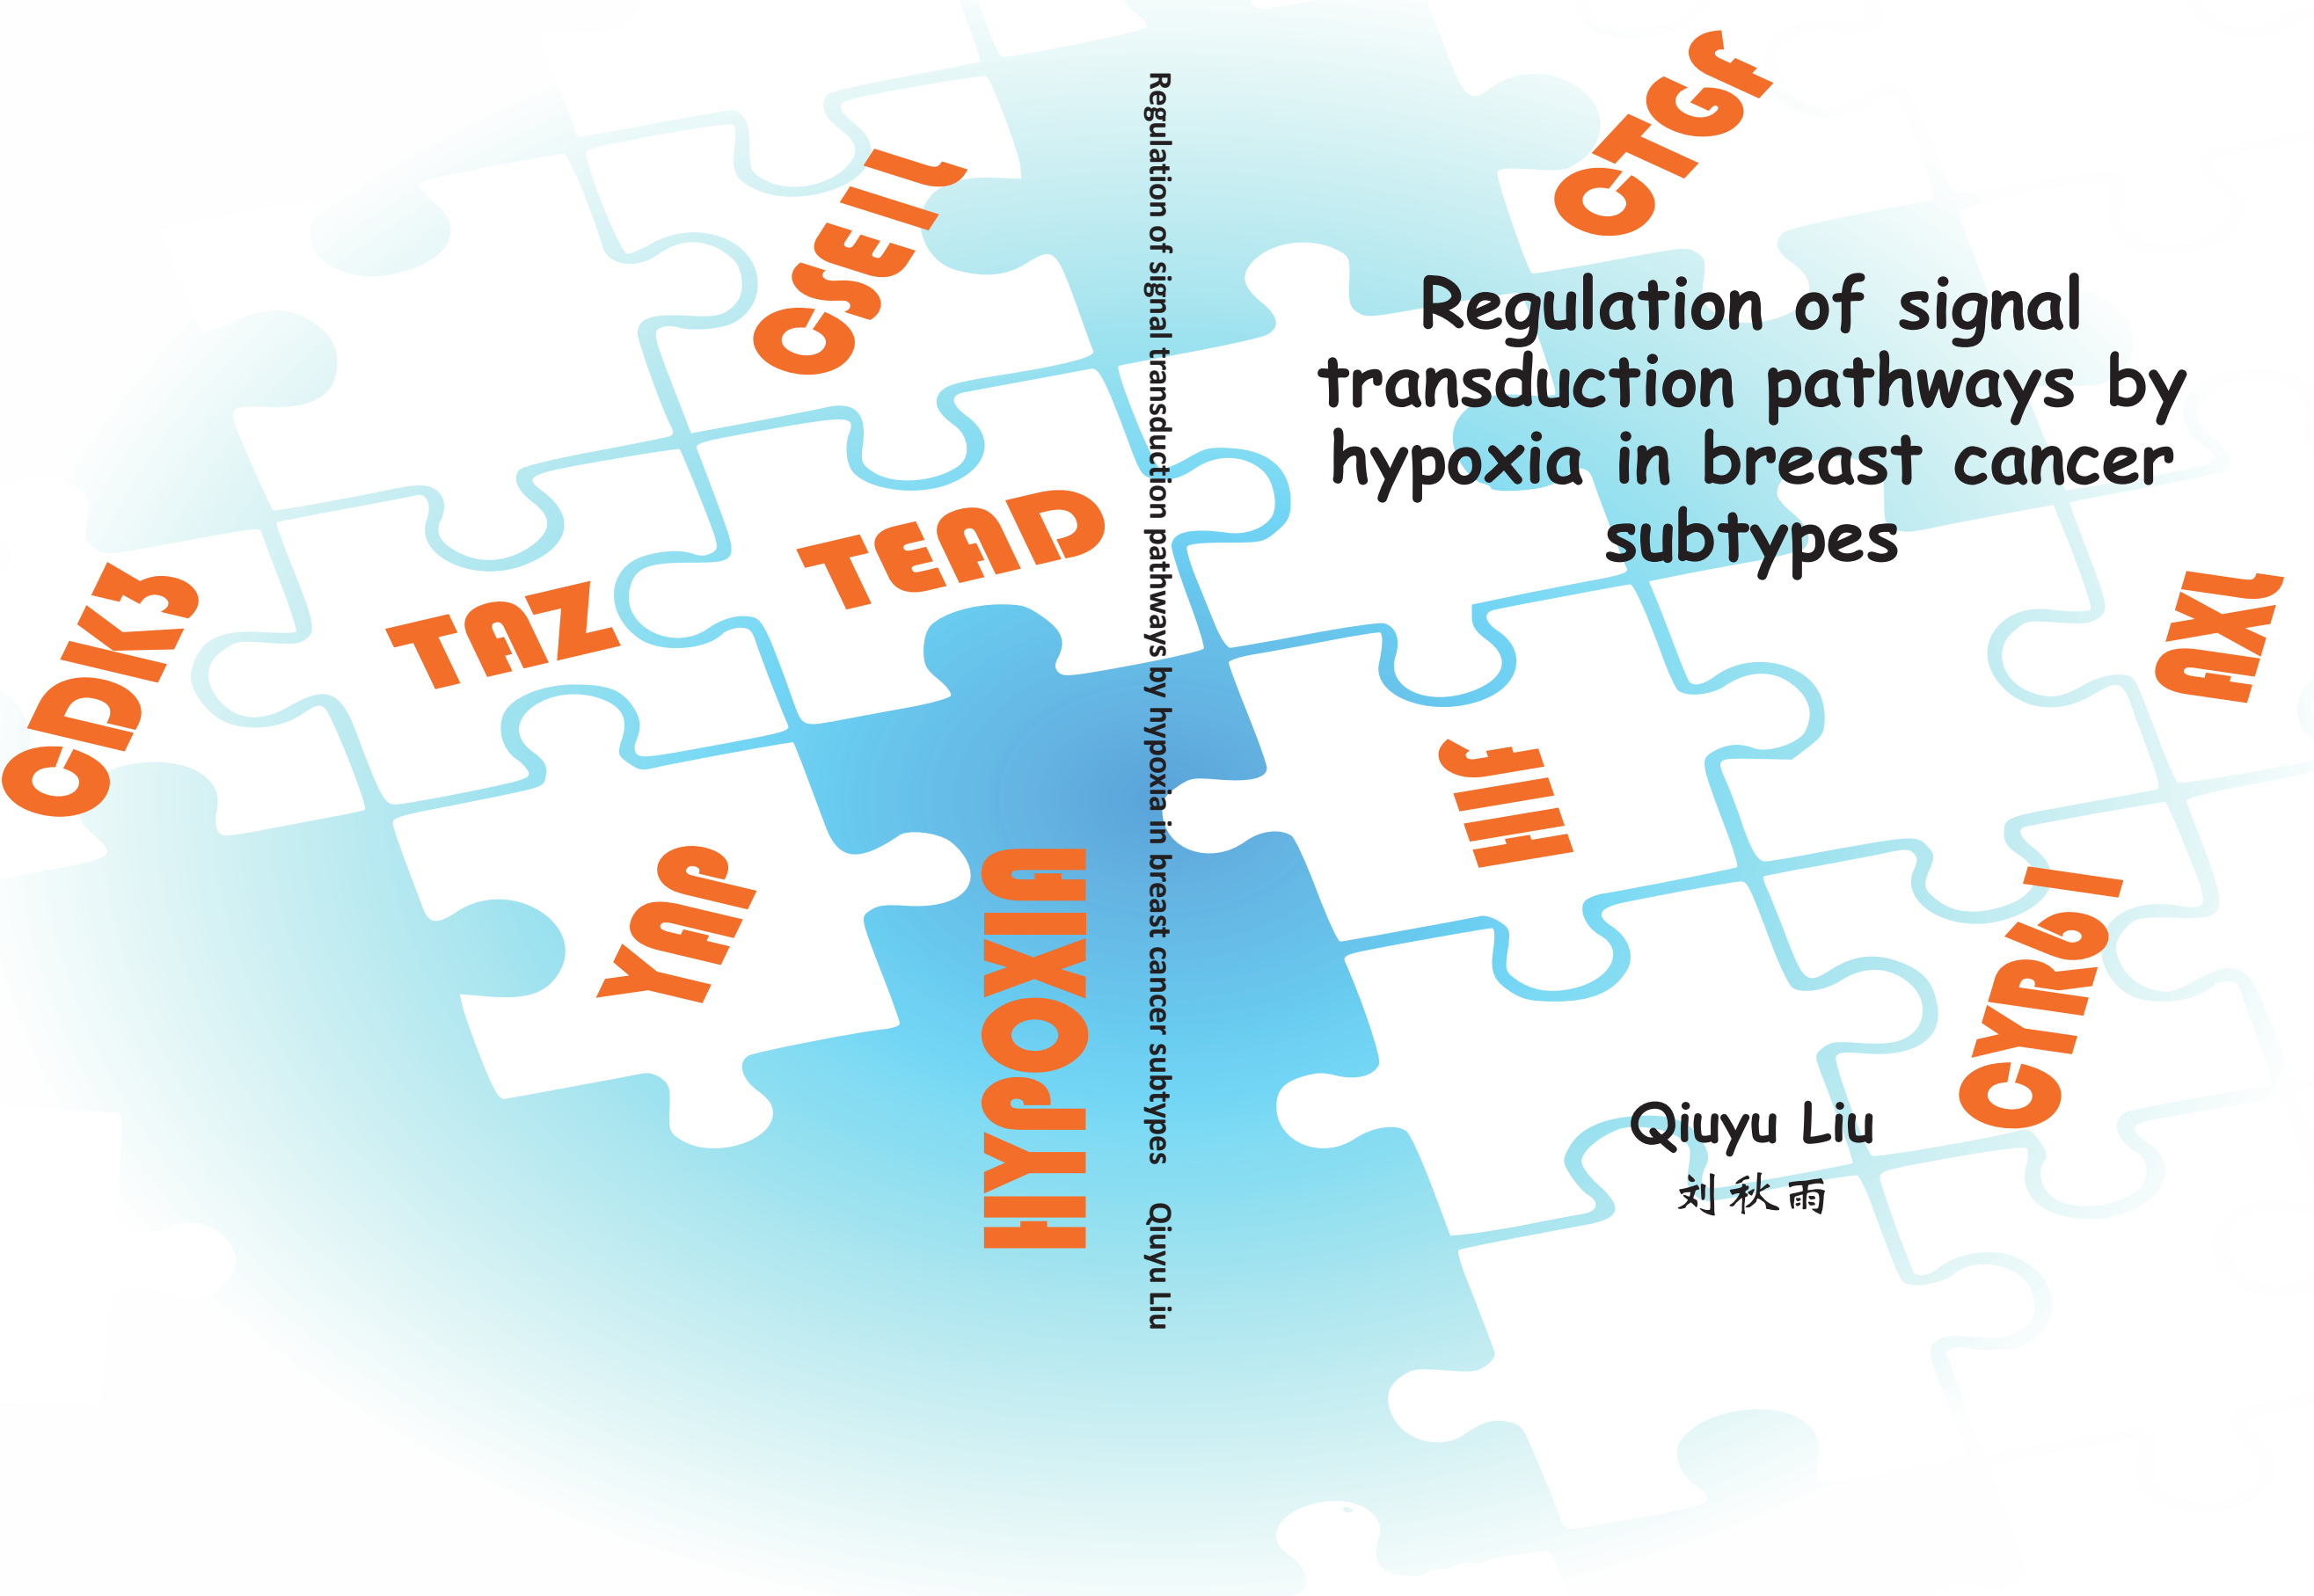 CDK3
TAZ
YAP
CSE1L
TEAD
HYPOXIA
Regulation of signal transduction pathways by hypoxia in breast cancer subtypes Qiuyu Liu
CTGF
Regulation of signal
transduction pathways by
hypoxia in breast cancer
subtypes
AXL
HIF
CYR61
Qiuyu Liu
刘秋雨